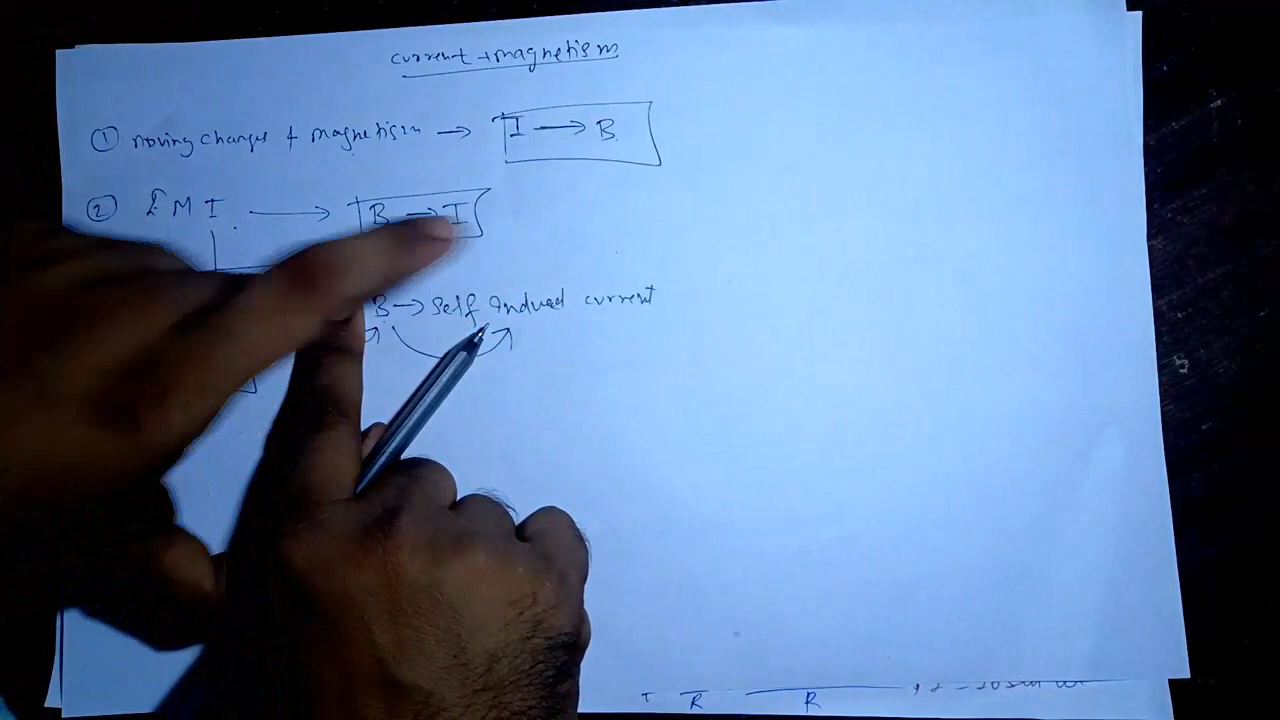 current + magnetism
① moving charges + magnetism → I → B
② EMI → B → I
B → self Induced current
R R